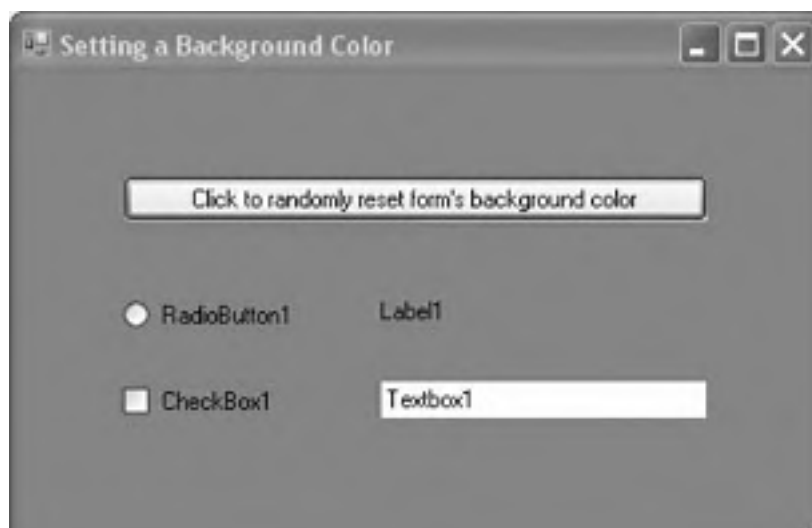 Setting a Background Color
Click to randomly reset form's background color
RadioButton1
Label1
CheckBox1
Textbox1